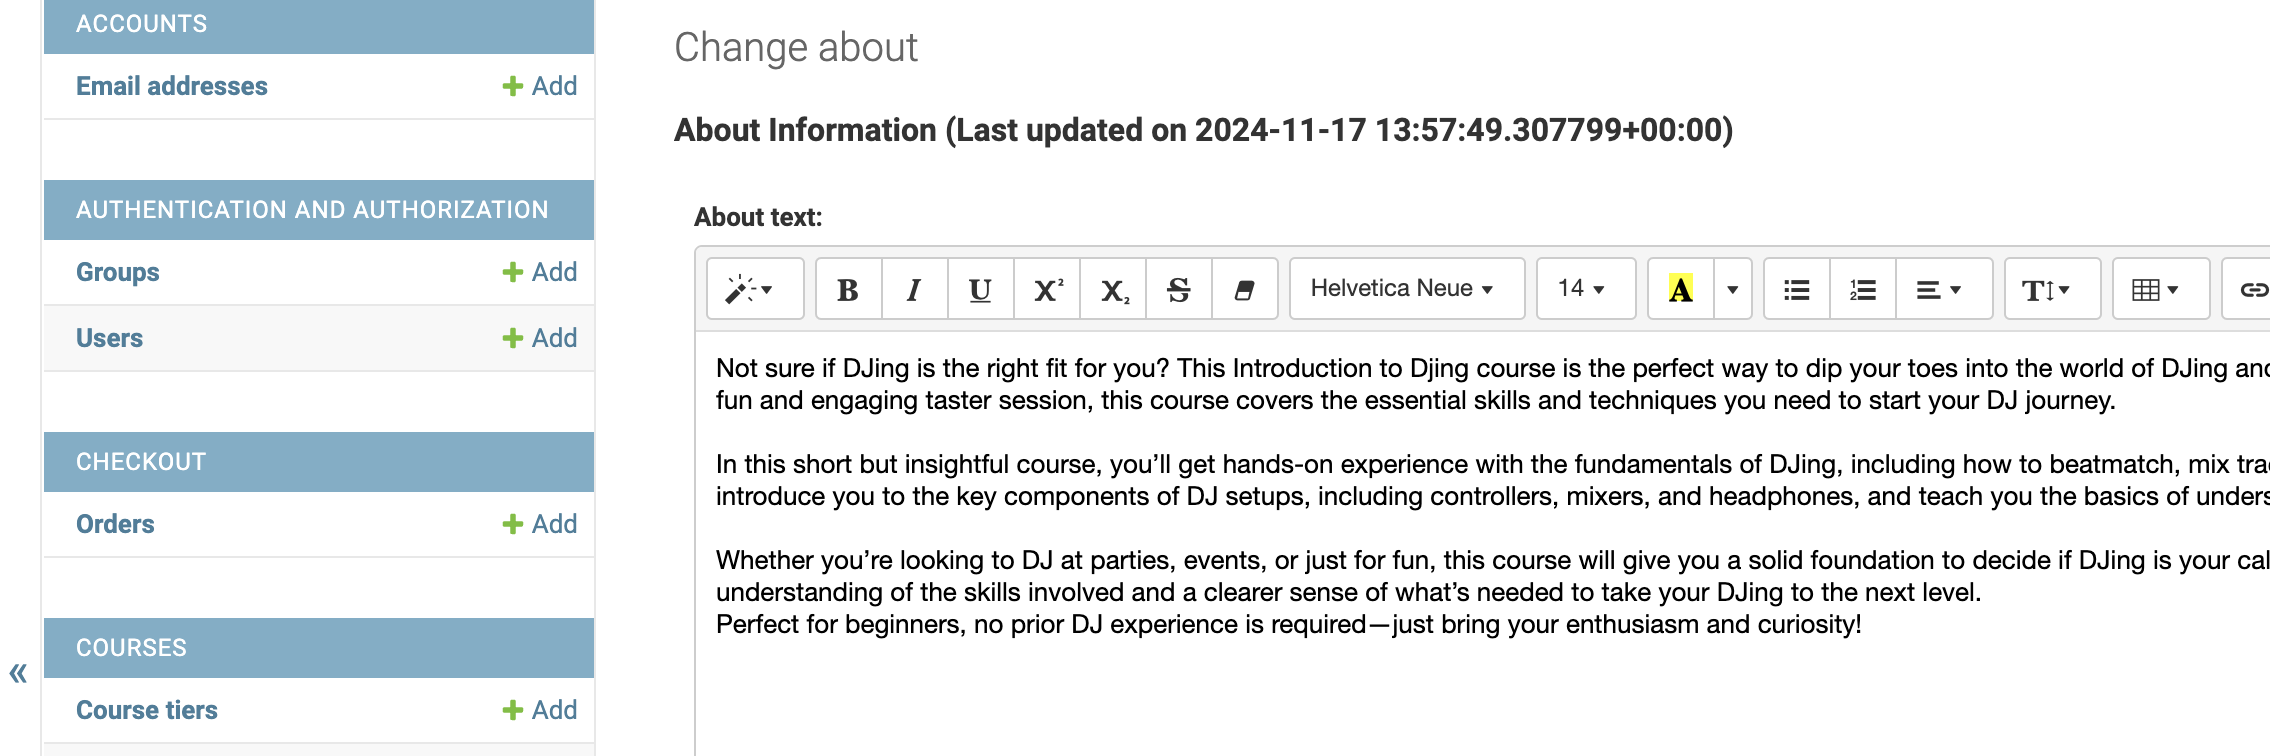 ACCOUNTS
Email addresses
Add
AUTHENTICATION AND AUTHORIZATION
Groups
Add
Users
Add
CHECKOUT
Orders
Add
COURSES
«
Course tiers
Add
Change about
About Information (Last updated on 2024-11-17 13:57:49.307799+00:00)
About text:
B I U X² X₂ S Helvetica Neue 14 A T
Not sure if DJing is the right fit for you? This Introduction to Djing course is the perfect way to dip your toes into the world of DJing
fun and engaging taster session, this course covers the essential skills and techniques you need to start your DJ journey.
In this short but insightful course, you’ll get hands-on experience with the fundamentals of DJing, including how to beatmatch, mix
introduce you to the key components of DJ setups, including controllers, mixers, and headphones, and teach you the basics of
Whether you’re looking to DJ at parties, events, or just for fun, this course will give you a solid foundation to decide if DJing is your
understanding of the skills involved and a clearer sense of what’s needed to take your DJing to the next level.
Perfect for beginners, no prior DJ experience is required—just bring your enthusiasm and curiosity!